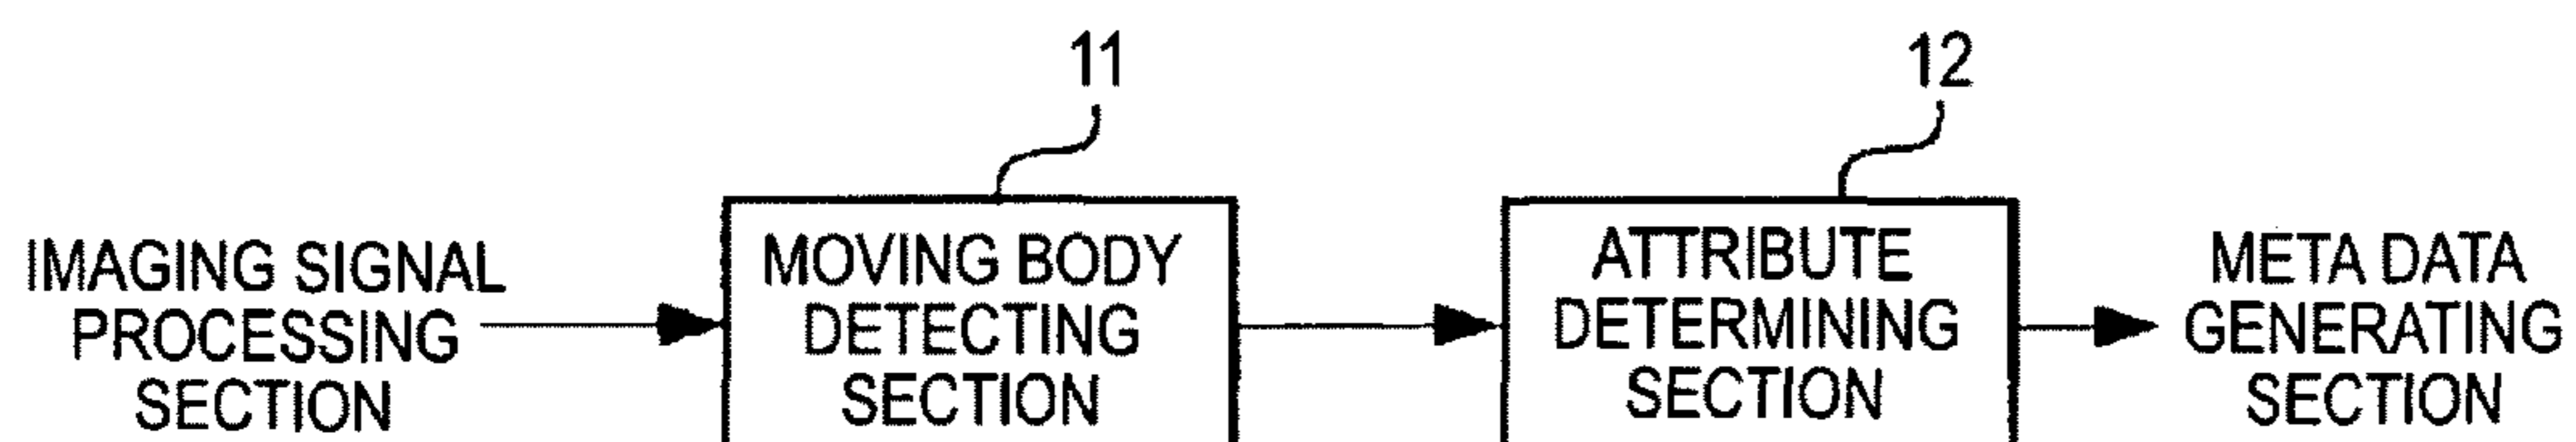 11
12
IMAGING SIGNAL
PROCESSING
SECTION
MOVING BODY
DETECTING
SECTION
ATTRIBUTE
DETERMINING
SECTION
META DATA
GENERATING
SECTION